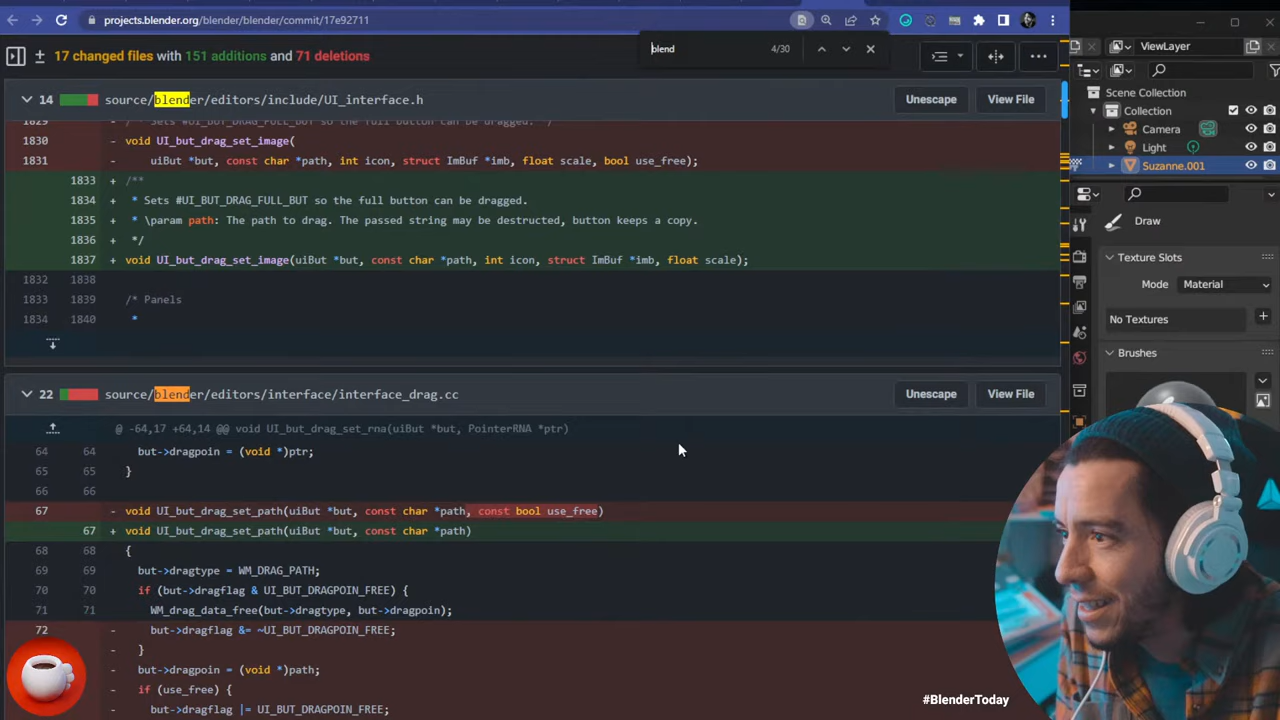 projects.blender.org/blender/blender/commit/17e92711
17 changed files with 151 additions and 71 deletions
blend 4/30
14 source/blender/editors/include/UI_interface.h Unescape View File
1829 - /* Sets #UI_BUT_DRAG_FULL_BUT so the full button can be dragged. */
1830 - void UI_but_drag_set_image(
1831 - uiBut *but, const char *path, int icon, struct ImBuf *imb, float scale, bool use_free);
1833 + /**
1834 + * Sets #UI_BUT_DRAG_FULL_BUT so the full button can be dragged.
1835 + * \param path: The path to drag. The passed string may be destructed, button keeps a copy.
1836 + */
1837 + void UI_but_drag_set_image(uiBut *but, const char *path, int icon, struct ImBuf *imb, float scale);
1832 1838
1833 1839 /* Panels
1834 1840 *
22 source/blender/editors/interface/interface_drag.cc Unescape View File
@ -64,17 +64,14 @@ void UI_but_drag_set_rna(uiBut *but, PointerRNA *ptr)
64 64 but->dragpoin = (void *)ptr;
65 65 }
66 66
67 - void UI_but_drag_set_path(uiBut *but, const char *path, const bool use_free)
67 + void UI_but_drag_set_path(uiBut *but, const char *path)
68 68 {
69 69 but->dragtype = WM_DRAG_PATH;
70 70 if (but->dragflag & UI_BUT_DRAGPOIN_FREE) {
71 71 WM_drag_data_free(but->dragtype, but->dragpoin);
72 - but->dragflag &= ~UI_BUT_DRAGPOIN_FREE;
- }
- but->dragpoin = (void *)path;
- if (use_free) {
- but->dragflag |= UI_BUT_DRAGPOIN_FREE;
ViewLayer
Scene Collection
Collection
Camera
Light
Suzanne.001
Draw
Texture Slots
Mode Material
No Textures
Brushes
#BlenderToday